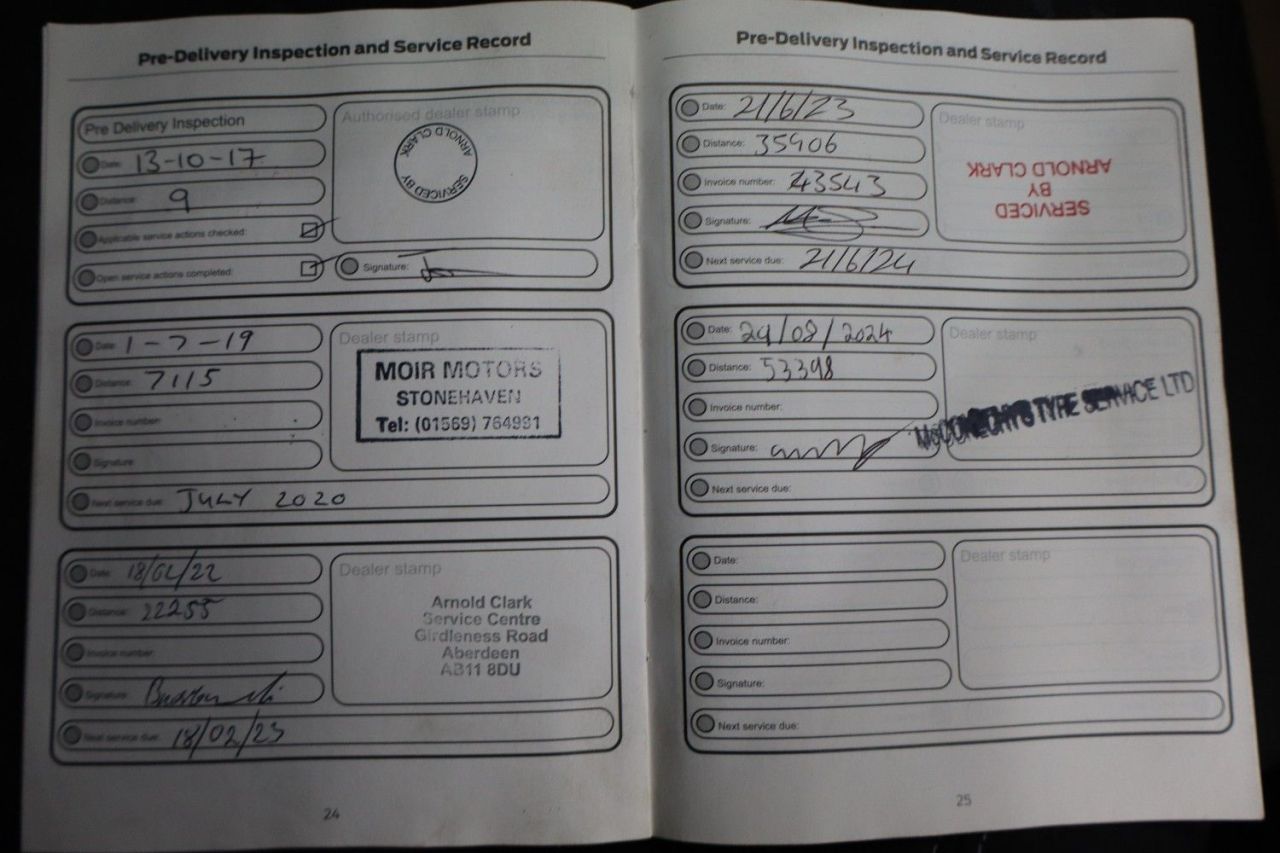 Pre-Delivery Inspection and Service Record
Pre Delivery Inspection
Date: 13-10-17
Distance: 9
Applicable service actions checked:
Open service actions completed:
Authorised dealer stamp
SERVICED BY
ARNOLD CLARK
Signature:
Date: 1-7-19
Distance: 7115
Invoice number:
Signature:
Next service due: JULY 2020
Dealer stamp
MOIR MOTORS
STONEHAVEN
Tel: (01569) 764931
Date: 18/02/22
Distance: 22255
Invoice number:
Signature:
Next service due: 18/02/23
Dealer stamp
Arnold Clark
Service Centre
Girdleness Road
Aberdeen
AB11 8DU
24
Pre-Delivery Inspection and Service Record
Date: 21/6/23
Distance: 35906
Invoice number: 43543
Signature:
Next service due: 21/6/24
Dealer stamp
SERVICED
BY
ARNOLD CLARK
Date: 29/08/2024
Distance: 53398
Invoice number:
Signature:
Next service due:
Dealer stamp
McCONECHYS TYRE SERVICE LTD
Date:
Distance:
Invoice number:
Signature:
Next service due:
Dealer stamp
25